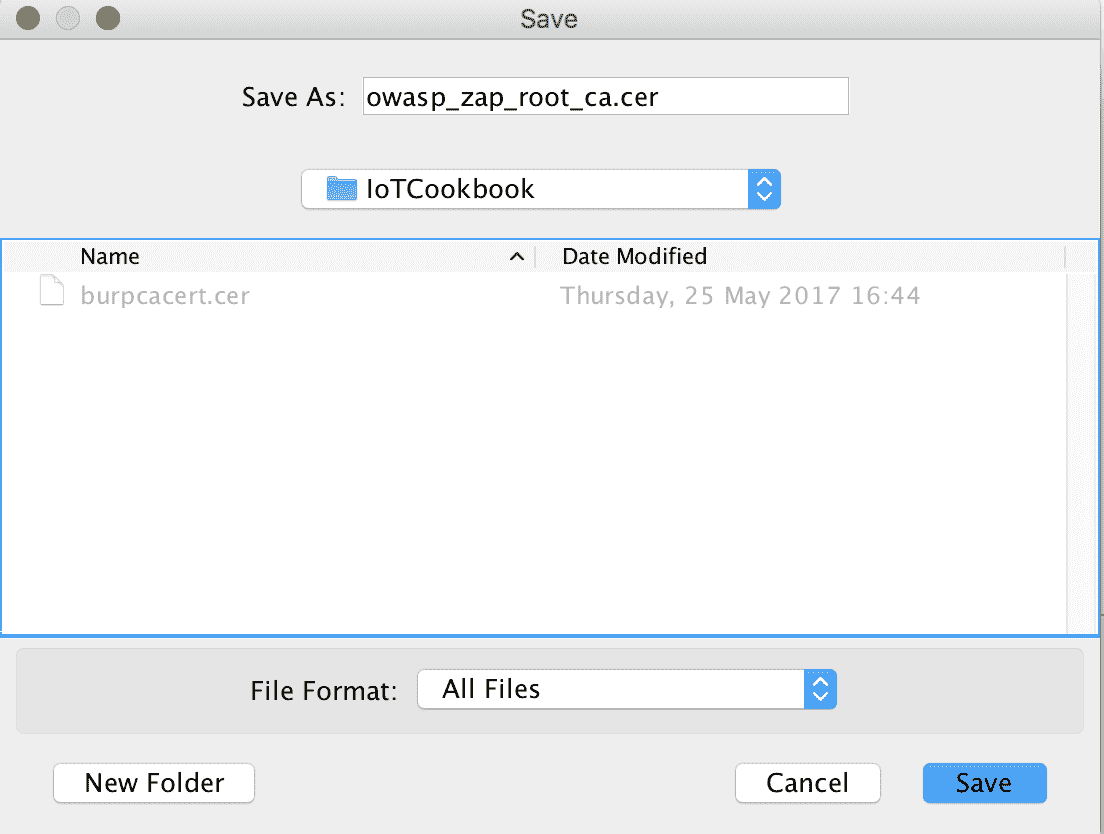 Save
Save As: owasp_zap_root_ca.cer
IoTCookbook
Name Date Modified
burpcacert.cer Thursday, 25 May 2017 16:44
File Format: All Files
New Folder Cancel Save